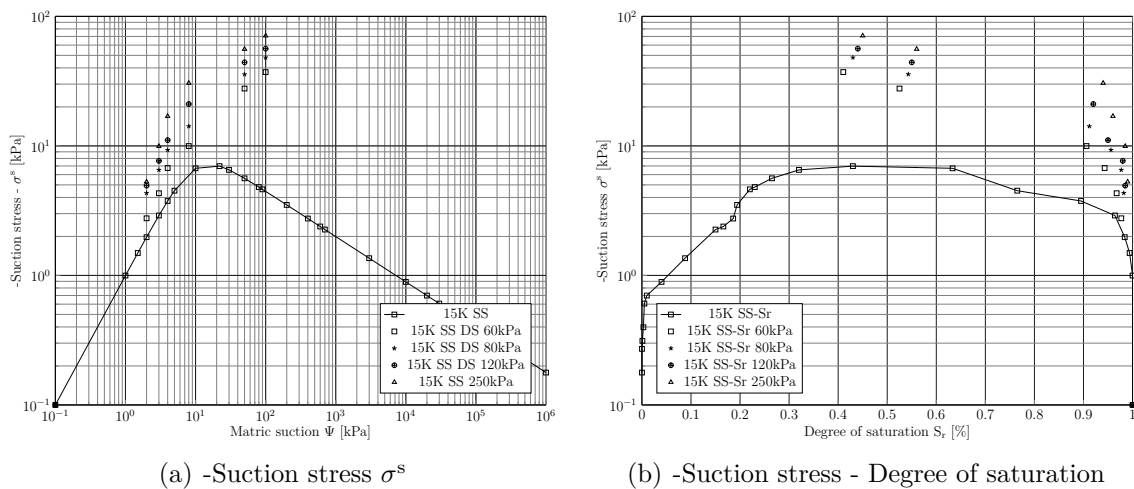 10²
10¹
10⁰
10⁻¹
-Suction stress - σˢ [kPa]
15K SS
15K SS DS 60kPa
15K SS DS 80kPa
15K SS DS 120kPa
15K SS 250kPa
10⁻¹ 10⁰ 10¹ 10² 10³ 10⁴ 10⁵ 10⁶
Matric suction Ψ [kPa]
(a) -Suction stress σˢ
10²
10¹
10⁰
10⁻¹
-Suction stress σˢ [kPa]
15K SS-Sr
15K SS-Sr 60kPa
15K SS-Sr 80kPa
15K SS-Sr 120kPa
15K SS-Sr 250kPa
0 0.1 0.2 0.3 0.4 0.5 0.6 0.7 0.8 0.9 1
Degree of saturation Sᵣ [%]
(b) -Suction stress - Degree of saturation